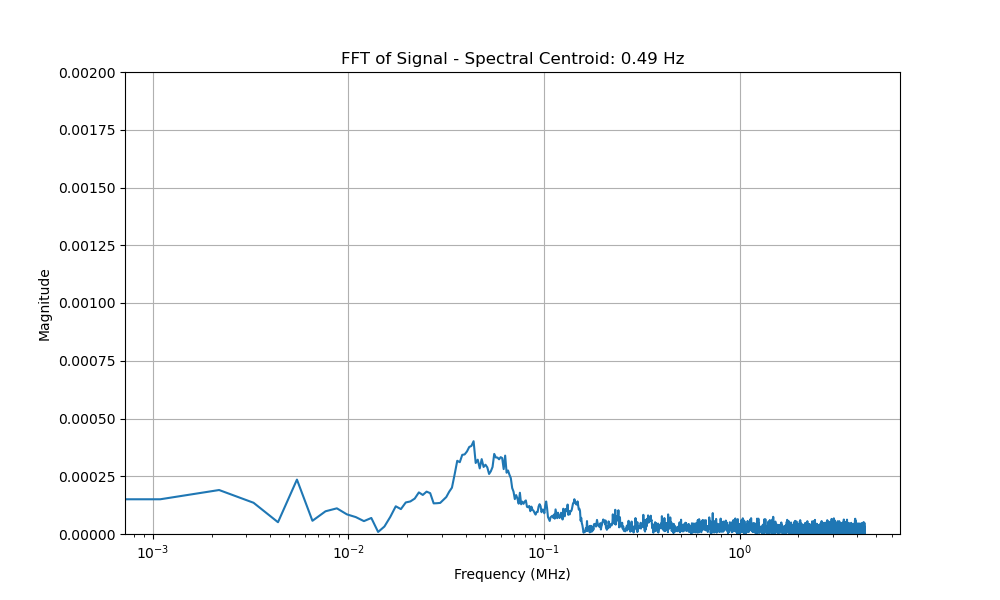 FFT of Signal - Spectral Centroid: 0.49 Hz
0.00200
0.00175
0.00150
0.00125
0.00100
0.00075
0.00050
0.00025
0.00000
Magnitude
10⁻³ 10⁻² 10⁻¹ 10⁰
Frequency (MHz)